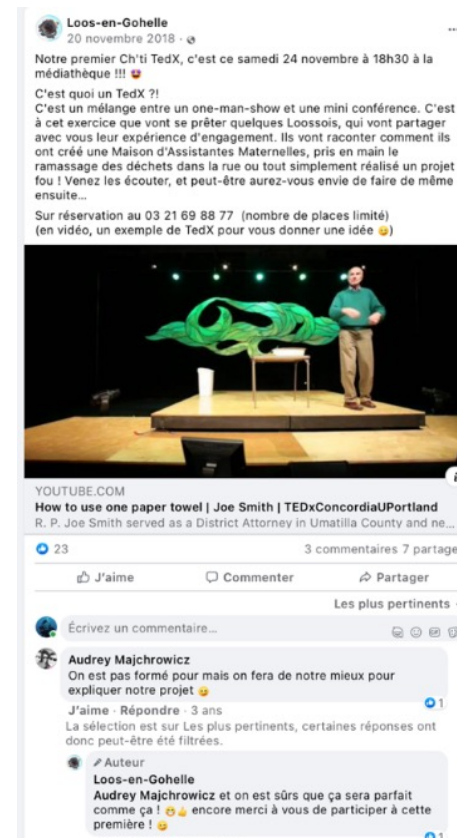 Loos-en-Gohelle
20 novembre 2018 ·
Notre premier Ch'ti TedX, c'est ce samedi 24 novembre à 18h30 à la
médiathèque !!! 🤩
C'est quoi un TedX ?!
C'est un mélange entre un one-man-show et une mini conférence. C'est
à cet exercice que vont se prêter quelques Loossois, qui vont partager
avec vous leur expérience d'engagement. Ils vont raconter comment ils
ont créé une Maison d'Assistantes Maternelles, pris en main le
ramassage des déchets dans la rue ou tout simplement réalisé un projet
fou ! Venez les écouter, et peut-être aurez-vous envie de faire de même
ensuite...
Sur réservation au 03 21 69 88 77 (nombre de places limité)
(en vidéo, un exemple de TedX pour vous donner une idée 😉)
YOUTUBE.COM
How to use one paper towel | Joe Smith | TEDxConcordiaUPortland
R. P. Joe Smith served as a District Attorney in Umatilla County and ne...
23
3 commentaires 7 partage
J'aime
Commenter
Partager
Les plus pertinents
Écrivez un commentaire...
GIF
Audrey Majchrowicz
On est pas formé pour mais on fera de notre mieux pour
expliquer notre projet 😉
1
J'aime · Répondre · 3 ans
La sélection est sur Les plus pertinents, certaines réponses ont
donc peut-être été filtrées.
Auteur
Loos-en-Gohelle
Audrey Majchrowicz et on est sûrs que ça sera parfait
comme ça ! 👌👍 encore merci à vous de participer à cette
première ! 😉
1